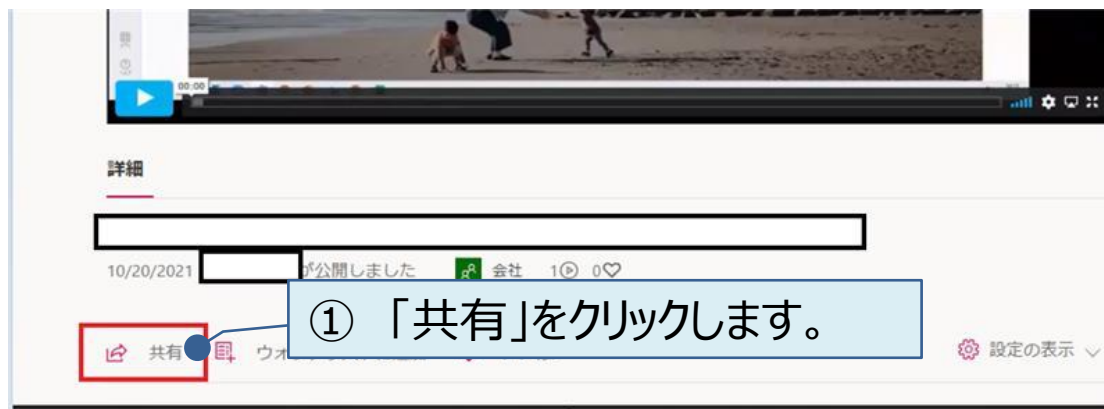 00:00
詳細
10/20/2021 が公開しました 会社 1 0
① 「共有」をクリックします。
共有 設定の表示